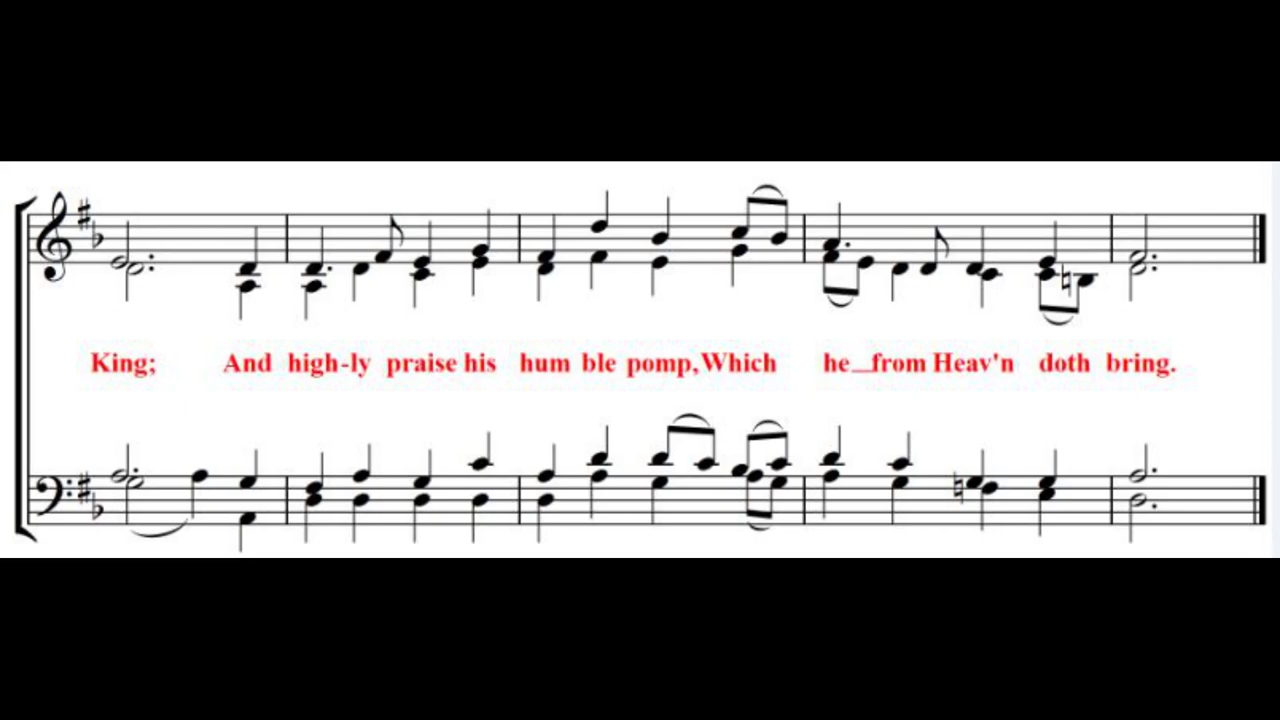 King; And high-ly praise his hum ble pomp, Which he_from Heav'n doth bring.